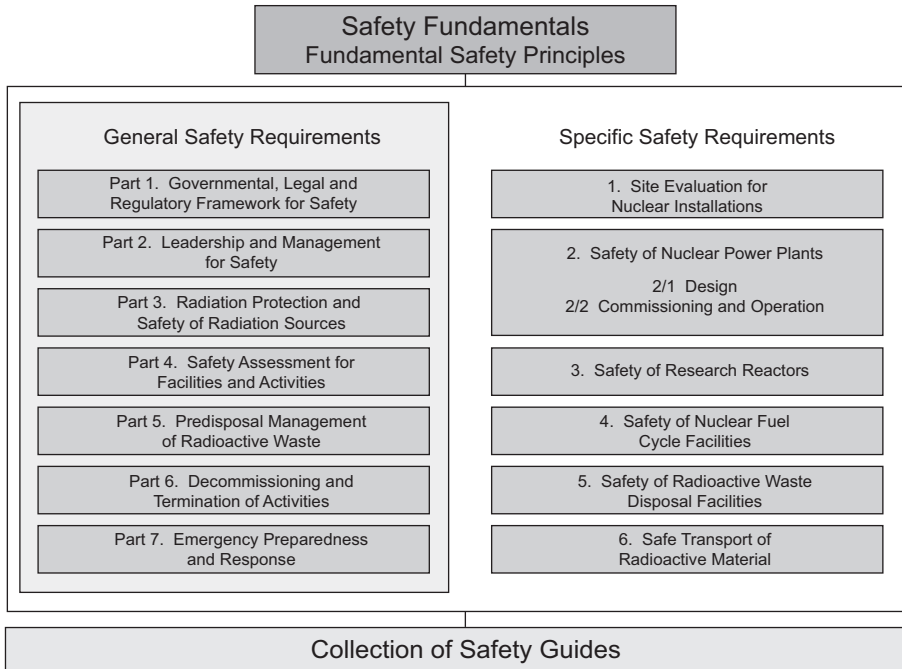 Safety Fundamentals
Fundamental Safety Principles
General Safety Requirements
Part 1. Governmental, Legal and
Regulatory Framework for Safety
Part 2. Leadership and Management
for Safety
Part 3. Radiation Protection and
Safety of Radiation Sources
Part 4. Safety Assessment for
Facilities and Activities
Part 5. Predisposal Management
of Radioactive Waste
Part 6. Decommissioning and
Termination of Activities
Part 7. Emergency Preparedness
and Response
Specific Safety Requirements
1. Site Evaluation for
Nuclear Installations
2. Safety of Nuclear Power Plants
2/1 Design
2/2 Commissioning and Operation
3. Safety of Research Reactors
4. Safety of Nuclear Fuel
Cycle Facilities
5. Safety of Radioactive Waste
Disposal Facilities
6. Safe Transport of
Radioactive Material
Collection of Safety Guides